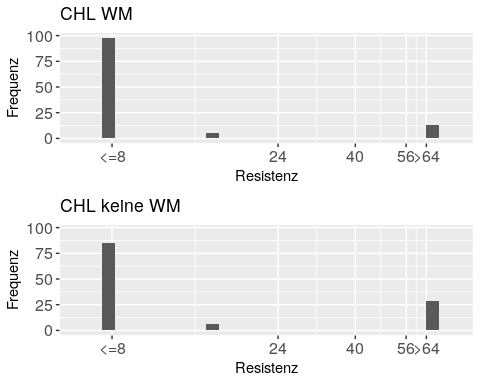 CHL WM
Frequenz
100
75
50
25
0
<=8 24 40 56 >64
Resistenz
CHL keine WM
Frequenz
100
75
50
25
0
<=8 24 40 56 >64
Resistenz